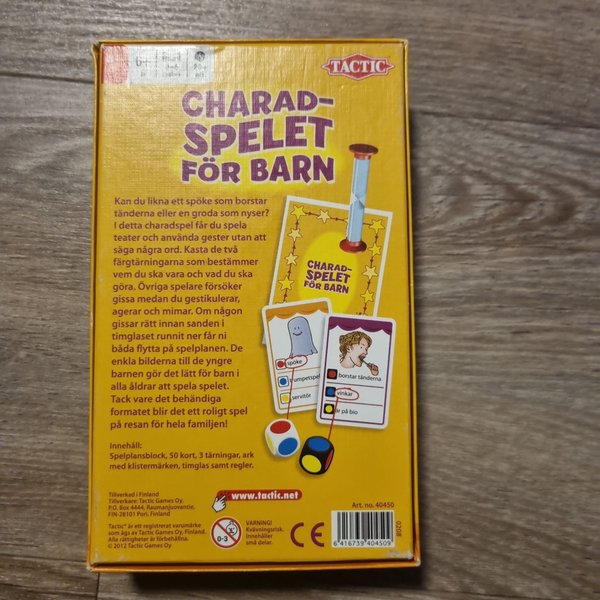 6+
TACTIC
CHARAD-
SPELET
FÖR BARN
Kan du likna ett spöke som borstar
tänderna eller en groda som nyser?
I detta charadspel får du spela
teater och använda gester utan att
säga några ord. Kasta de två
färgtärningarna som bestämmer
vem du ska vara och vad du ska
göra. Övriga spelare försöker
gissa medan du gestikulerar,
agerar och mimar. Om någon
gissar rätt innan sanden i
timglaset runnit ner får ni
båda flytta på spelplanen. De
enkla bilderna till de yngre
barnen gör det lätt för barn i
alla åldrar att spela spelet.
Tack vare det behändiga
formatet blir det ett roligt spel
på resan för hela familjen!
CHARAD-
SPELET
FÖR BARN
spöke
umpetspel
servitör
borstar tänderna
vinkar
är på bio
Innehåll:
Spelplansblock, 50 kort, 3 tärningar, ark
med klistermärken, timglas samt regler.
Tillverkad i Finland
Tillverkare: Tactic Games Oy.
P.O. Box 4444, Raumanjuovantie.
FIN-28101 Pori, Finland.
Tactic® är ett registrerat varumärke
som ägs av Tactic Games Oy, Finland.
Alla rättigheter är förbehållna.
© 2012 Tactic Games Oy
www.tactic.net
0-3
VARNING!
Kvävningsrisk.
Innehåller
små delar.
CE
Art. no. 40450
6 416739 404509
0208